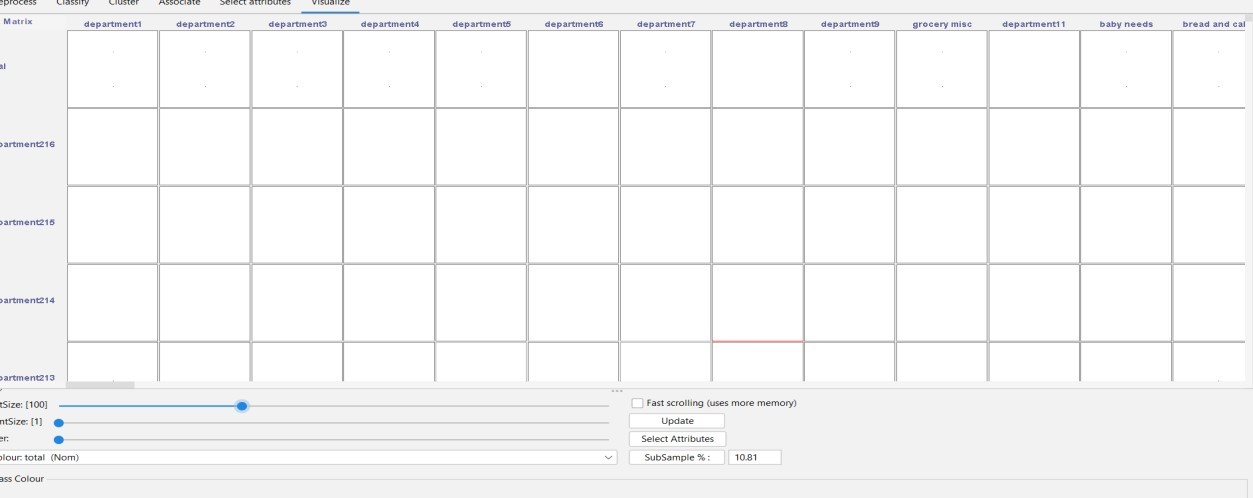 eprocess Classify Cluster Associate Select attributes Visualize
Matrix department1 department2 department3 department4 department5 department6 department7 department8 department9 grocery misc department11 baby needs bread and ca
al
partment216
partment215
partment214
partment213
tSize: [100] Fast scrolling (uses more memory)
ntSize: [1] Update
er: Select Attributes
olour: total (Nom) SubSample % : 10.81
ass Colour